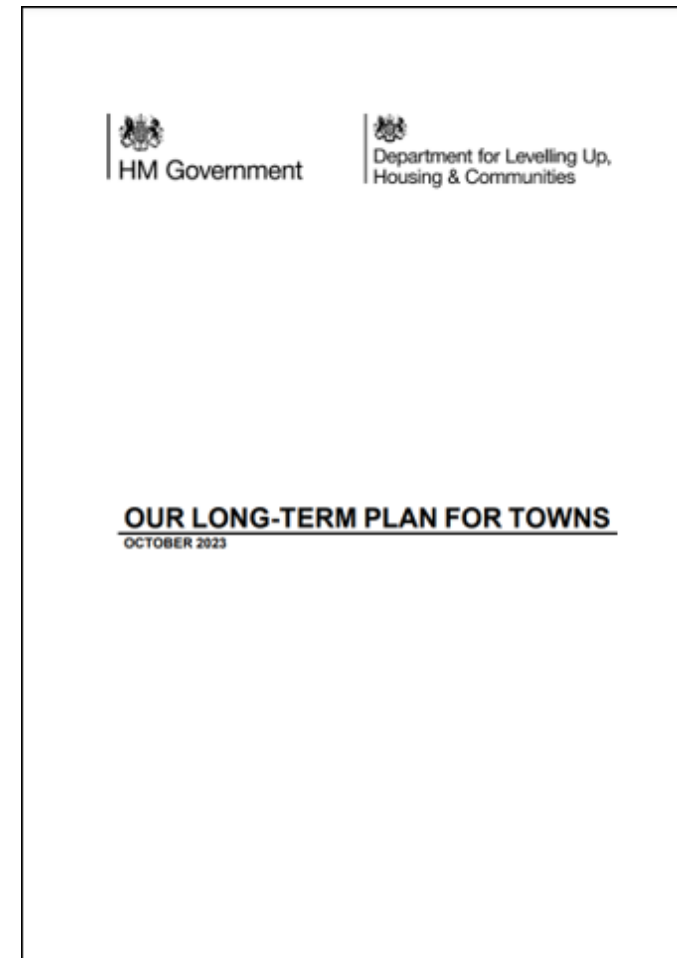 HM Government
Department for Levelling Up,
Housing & Communities
OUR LONG-TERM PLAN FOR TOWNS
OCTOBER 2023